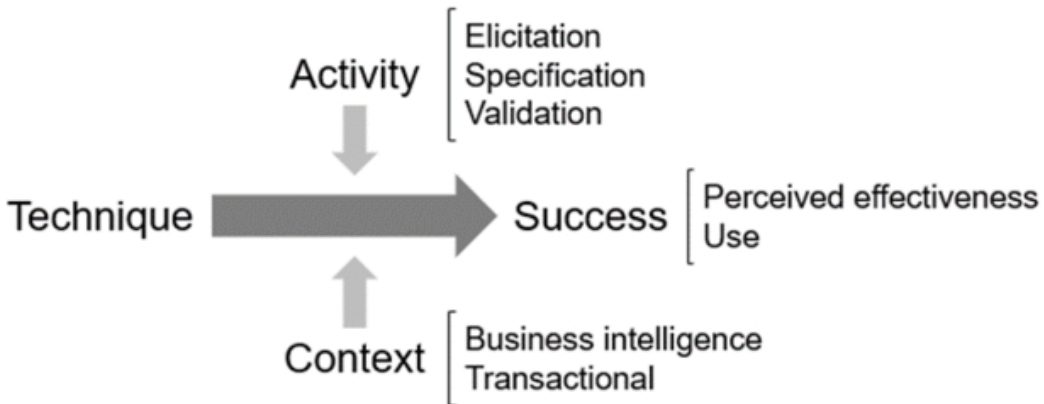 Activity
Elicitation
Specification
Validation
Technique
Success
Perceived effectiveness
Use
Context
Business intelligence
Transactional